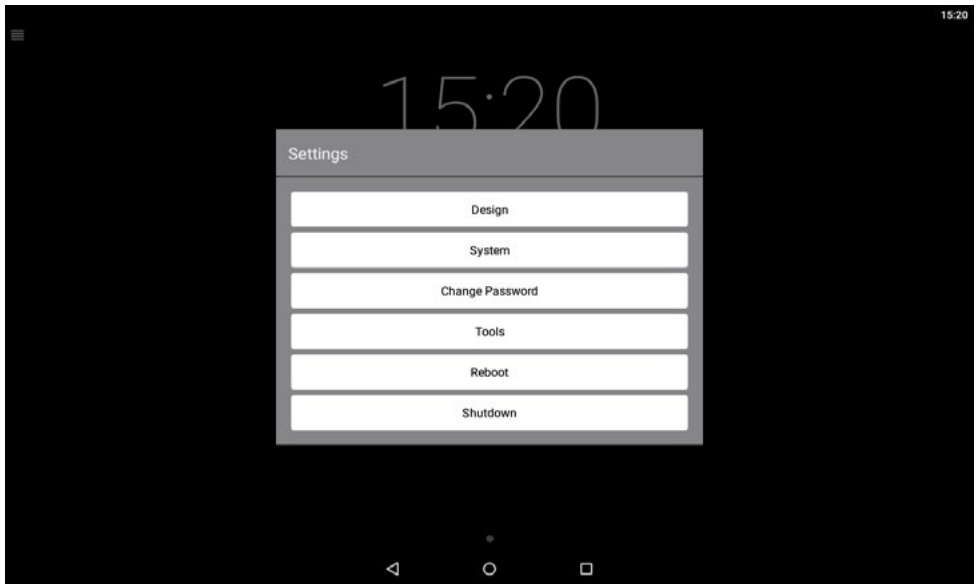 15:20
15:20
Settings
Design
System
Change Password
Tools
Reboot
Shutdown